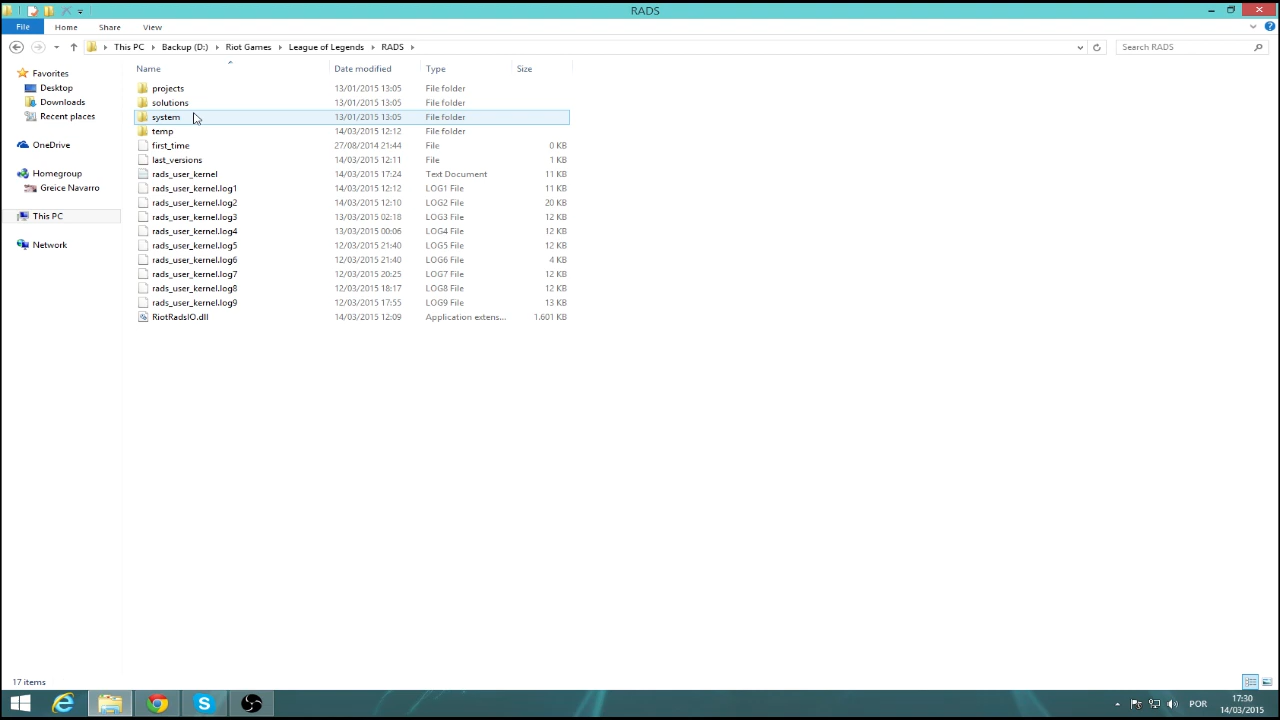 RADS
File Home Share View
This PC Backup (D:) Riot Games League of Legends RADS Search RADS
Name Date modified Type Size
Favorites
Desktop
Downloads
Recent places
OneDrive
Homegroup
Greice Navarro
This PC
Network
projects 13/01/2015 13:05 File folder
solutions 13/01/2015 13:05 File folder
system 13/01/2015 13:05 File folder
temp 14/03/2015 12:12 File folder
first_time 27/08/2014 21:44 File 0 KB
last_versions 14/03/2015 12:11 File 1 KB
rads_user_kernel 14/03/2015 17:24 Text Document 11 KB
rads_user_kernel.log1 14/03/2015 12:12 LOG1 File 11 KB
rads_user_kernel.log2 14/03/2015 12:10 LOG2 File 20 KB
rads_user_kernel.log3 13/03/2015 02:18 LOG3 File 12 KB
rads_user_kernel.log4 13/03/2015 00:06 LOG4 File 12 KB
rads_user_kernel.log5 12/03/2015 21:40 LOG5 File 12 KB
rads_user_kernel.log6 12/03/2015 21:40 LOG6 File 4 KB
rads_user_kernel.log7 12/03/2015 20:25 LOG7 File 12 KB
rads_user_kernel.log8 12/03/2015 18:17 LOG8 File 12 KB
rads_user_kernel.log9 12/03/2015 17:55 LOG9 File 13 KB
RiotRadsIO.dll 14/03/2015 12:09 Application extens... 1.601 KB
17 items
POR
17:30
14/03/2015